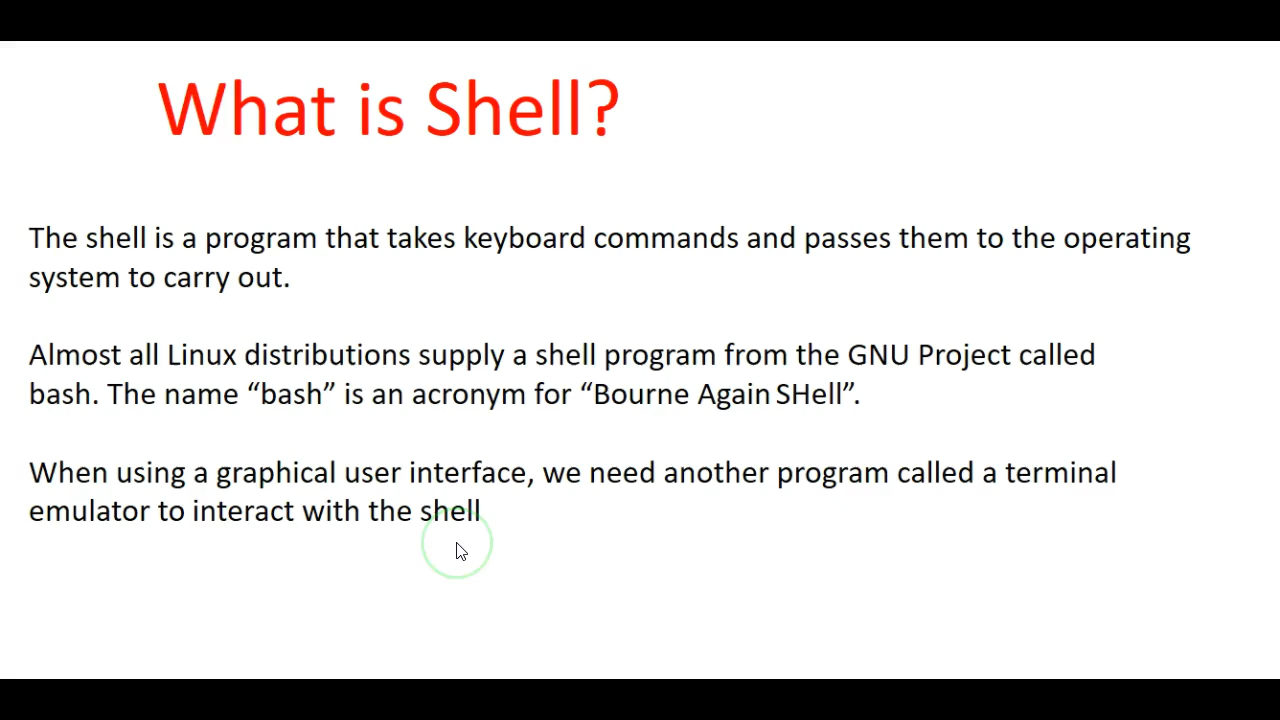 What is Shell?
The shell is a program that takes keyboard commands and passes them to the operating
system to carry out.
Almost all Linux distributions supply a shell program from the GNU Project called
bash. The name “bash” is an acronym for “Bourne Again SHell”.
When using a graphical user interface, we need another program called a terminal
emulator to interact with the shell